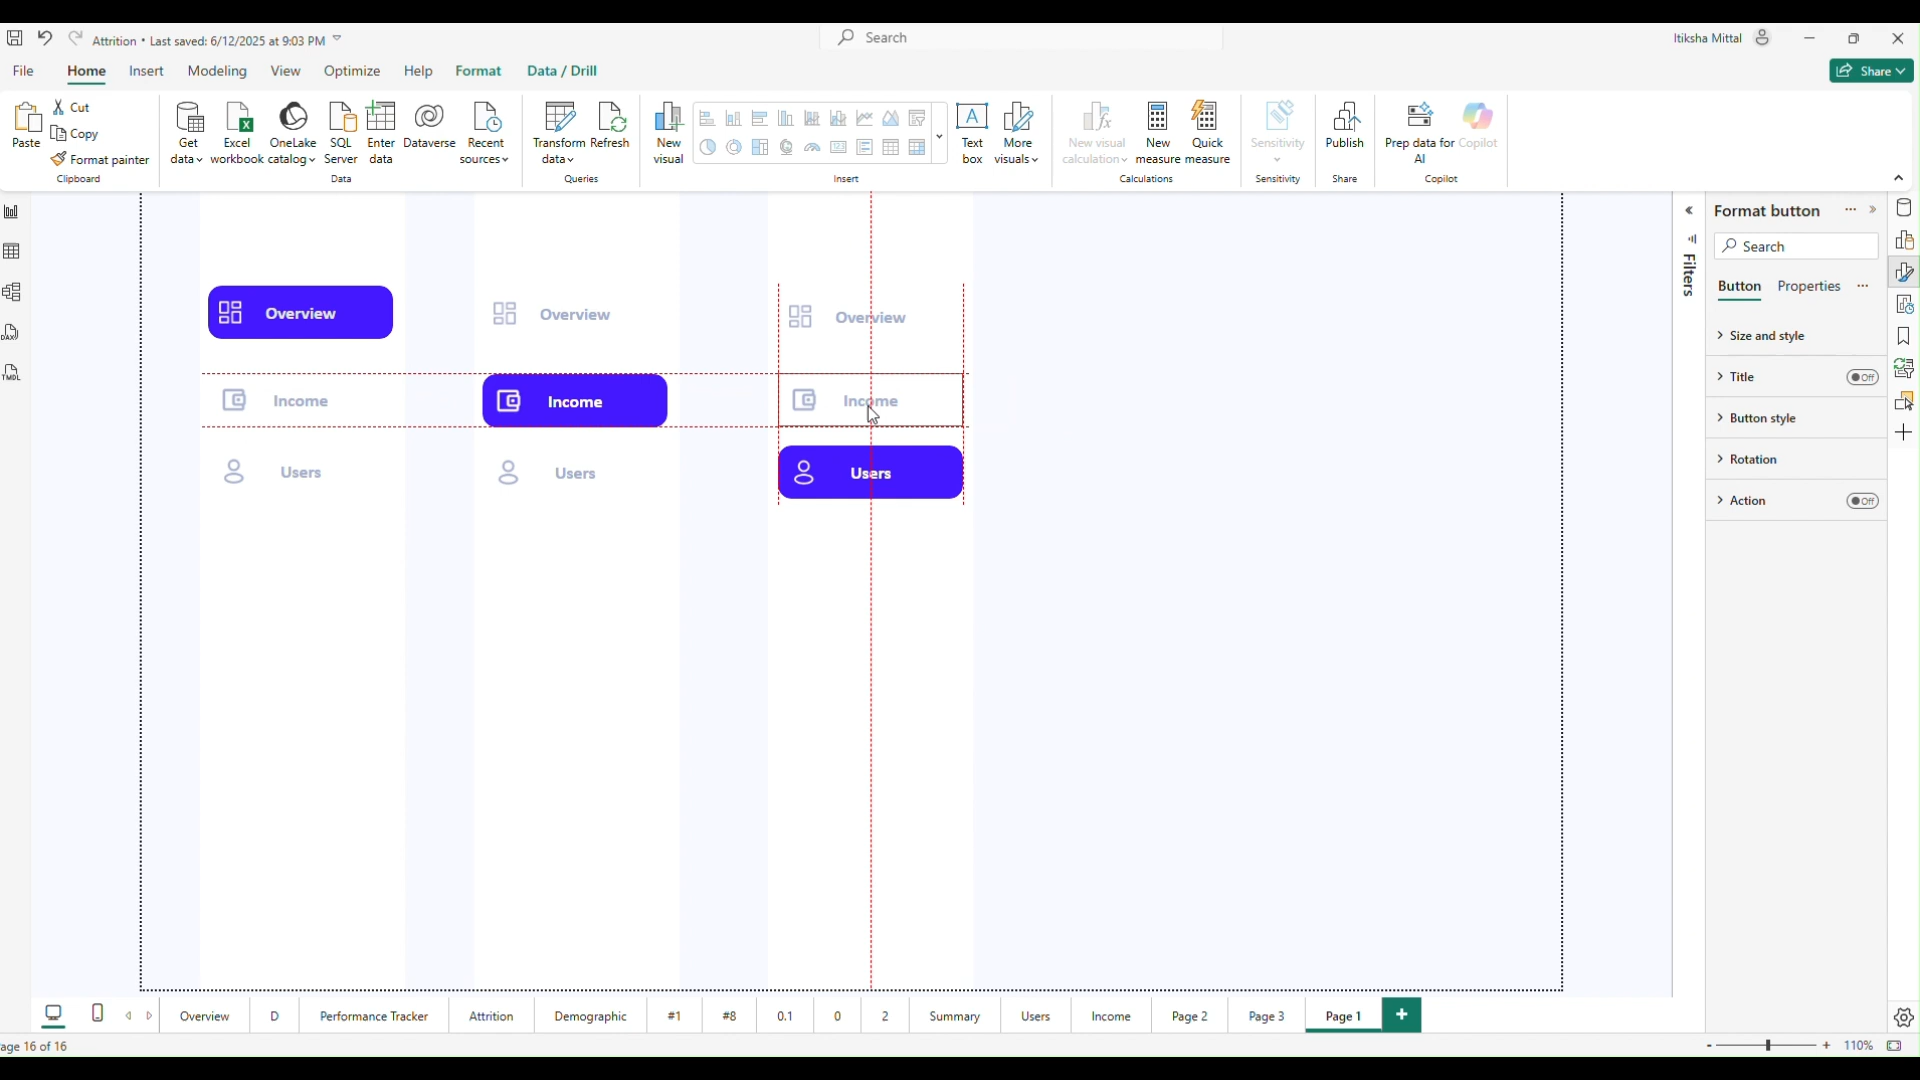 Attrition • Last saved: 6/12/2025 at 9:03 PM
Search
Itiksha Mittal
File Home Insert Modeling View Optimize Help Format Data / Drill
Share
Paste
Cut
Copy
Format painter
Clipboard
Get data
Excel workbook
OneLake catalog
SQL Server
Enter data
Dataverse
Recent sources
Data
Transform data
Refresh
Queries
New visual
Text box
More visuals
Insert
New visual calculation
New measure
Quick measure
Calculations
Sensitivity
Sensitivity
Publish
Share
Prep data for AI
Copilot
Copilot
DAX
TMDL
Overview
Income
Users
Overview
Income
Users
Overview
Income
Users
Filters
Format button
Search
Button Properties
Size and style
Title Off
Button style
Rotation
Action Off
Overview D Performance Tracker Attrition Demographic #1 #8 0.1 0 2 Summary Users Income Page 2 Page 3 Page 1 +
age 16 of 16
- + 110%